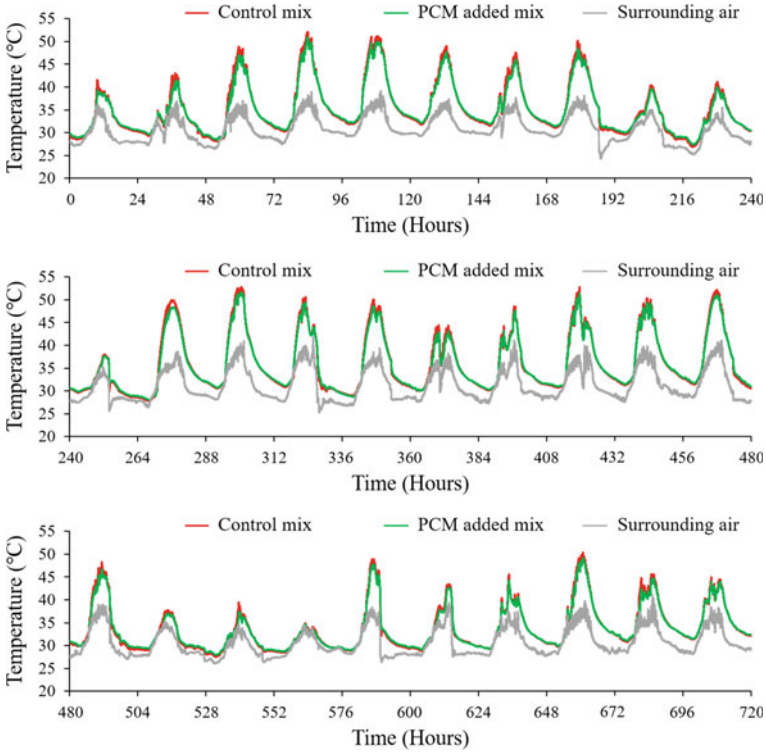 Control mix PCM added mix Surrounding air
Temperature (°C)
55
50
45
40
35
30
25
20
0 24 48 72 96 120 144 168 192 216 240
Time (Hours)
Control mix PCM added mix Surrounding air
Temperature (°C)
55
50
45
40
35
30
25
20
240 264 288 312 336 360 384 408 432 456 480
Time (Hours)
Control mix PCM added mix Surrounding air
Temperature (°C)
55
50
45
40
35
30
25
20
480 504 528 552 576 600 624 648 672 696 720
Time (Hours)